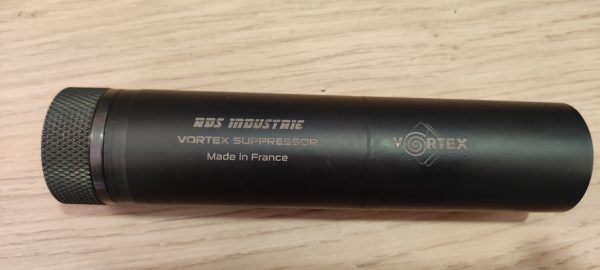 RDS INDUSTRIE
VORTEX SUPPRESSOR
Made in France
VORTEX